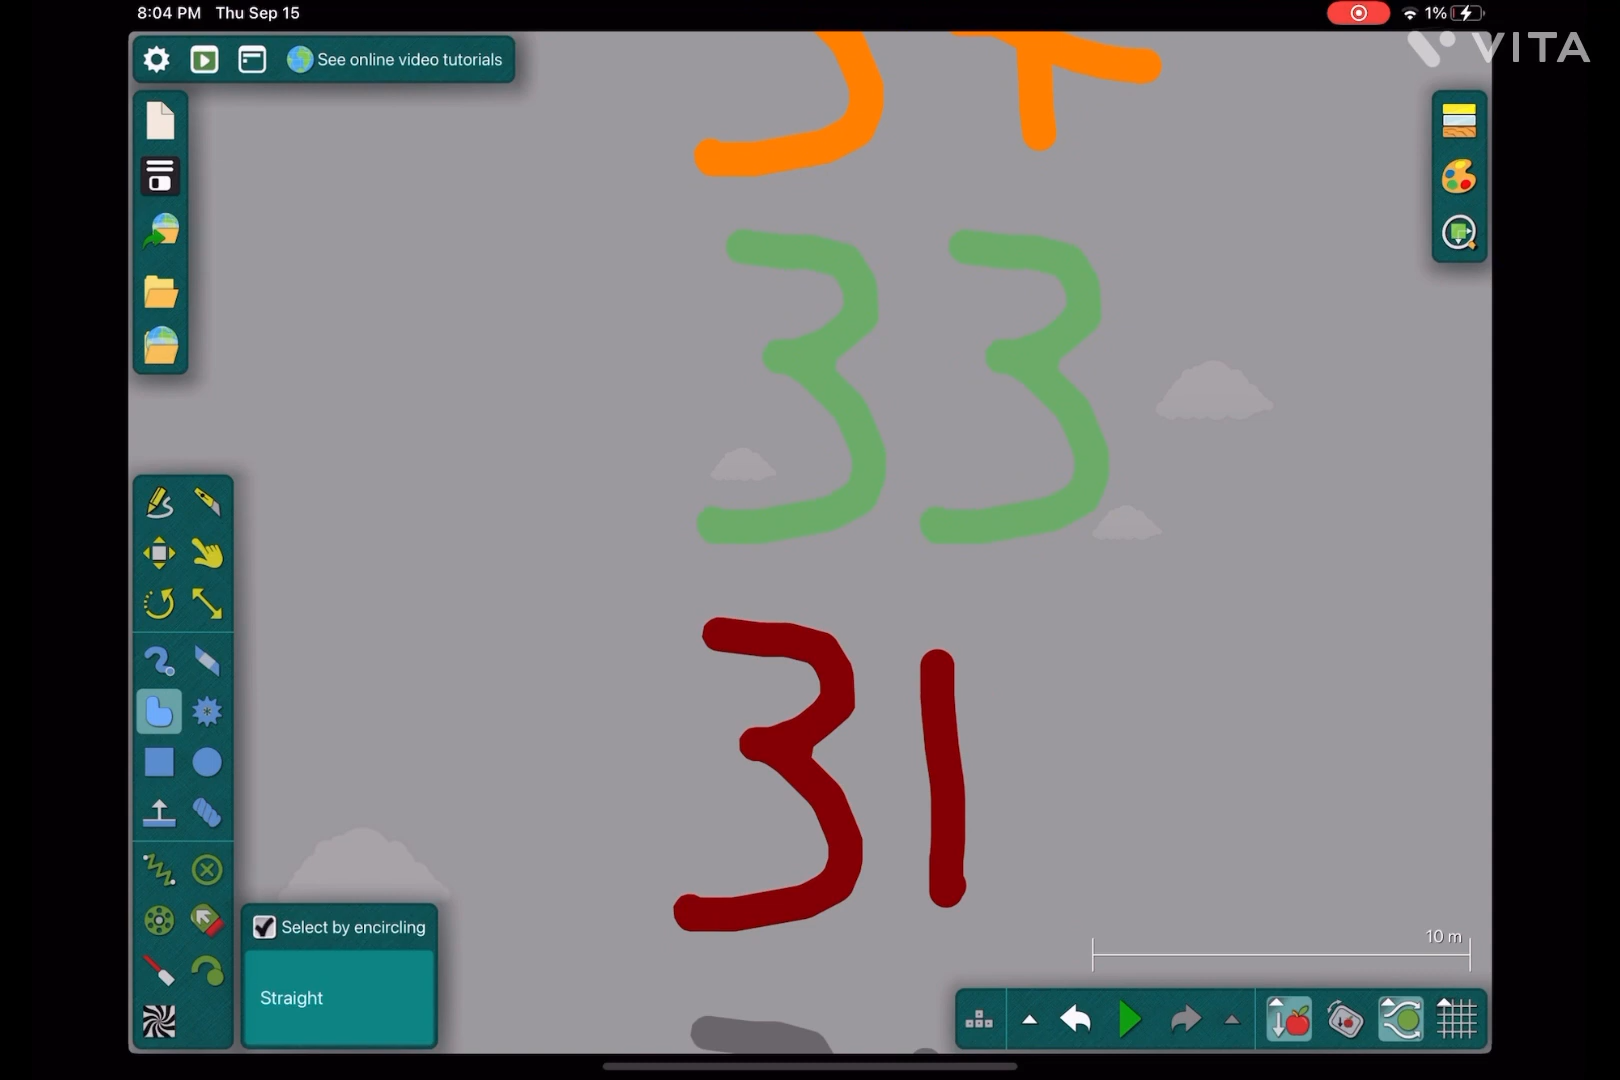 8:04 PM Thu Sep 15
1%
VITA
See online video tutorials
33
31
Select by encircling
10 m
Straight